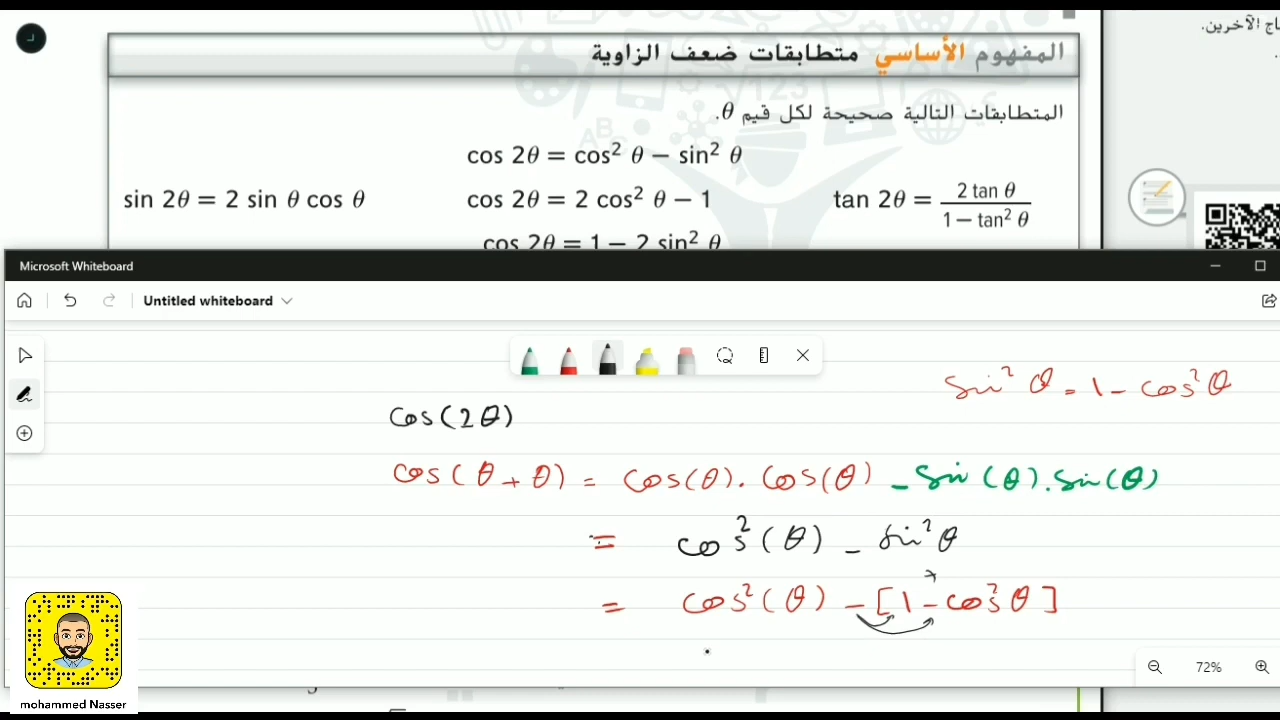 ـاج الآخرين.
المفهوم الأساسي متطابقات ضعف الزاوية
المتطابقات التالية صحيحة لكل قيم θ.
cos 2θ = cos² θ − sin² θ
sin 2θ = 2 sin θ cos θ
cos 2θ = 2 cos² θ − 1
tan 2θ = 2 tan θ / 1 − tan² θ
cos 2θ = 1 − 2 sin² θ
Microsoft Whiteboard
Untitled whiteboard
sin² θ = 1 - cos² θ
cos(2θ)
cos(θ + θ) = cos(θ). cos(θ) - sin(θ). sin(θ)
= cos²(θ) - sin² θ
= cos²(θ) - [1 - cos² θ]
72%
mohammed Nasser